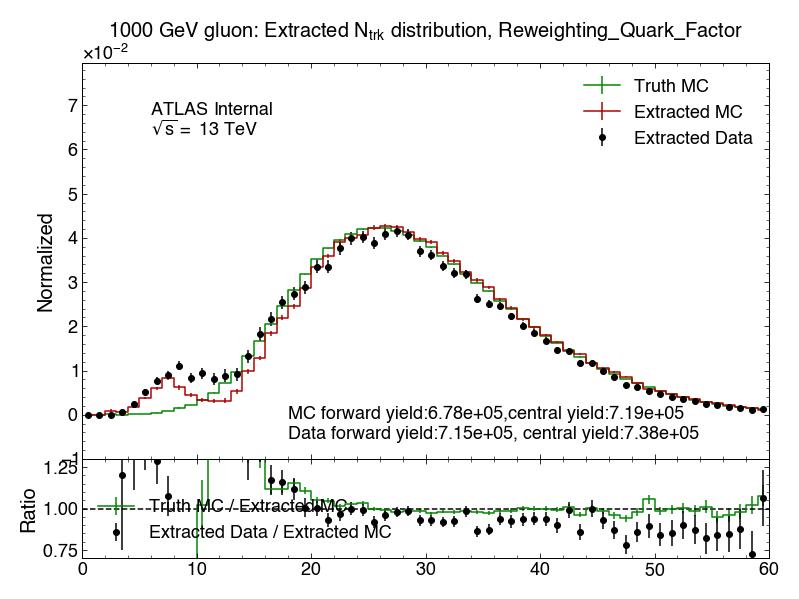 1000 GeV gluon: Extracted N_trk distribution, Reweighting_Quark_Factor
×10⁻²
ATLAS Internal
√s = 13 TeV
Truth MC
Extracted MC
Extracted Data
Normalized
7
6
5
4
3
2
1
0
1
MC forward yield:6.78e+05,central yield:7.19e+05
Data forward yield:7.15e+05, central yield:7.38e+05
Ratio
1.25
1.00
0.75
Truth MC / Extracted MC
Extracted Data / Extracted MC
0 10 20 30 40 50 60